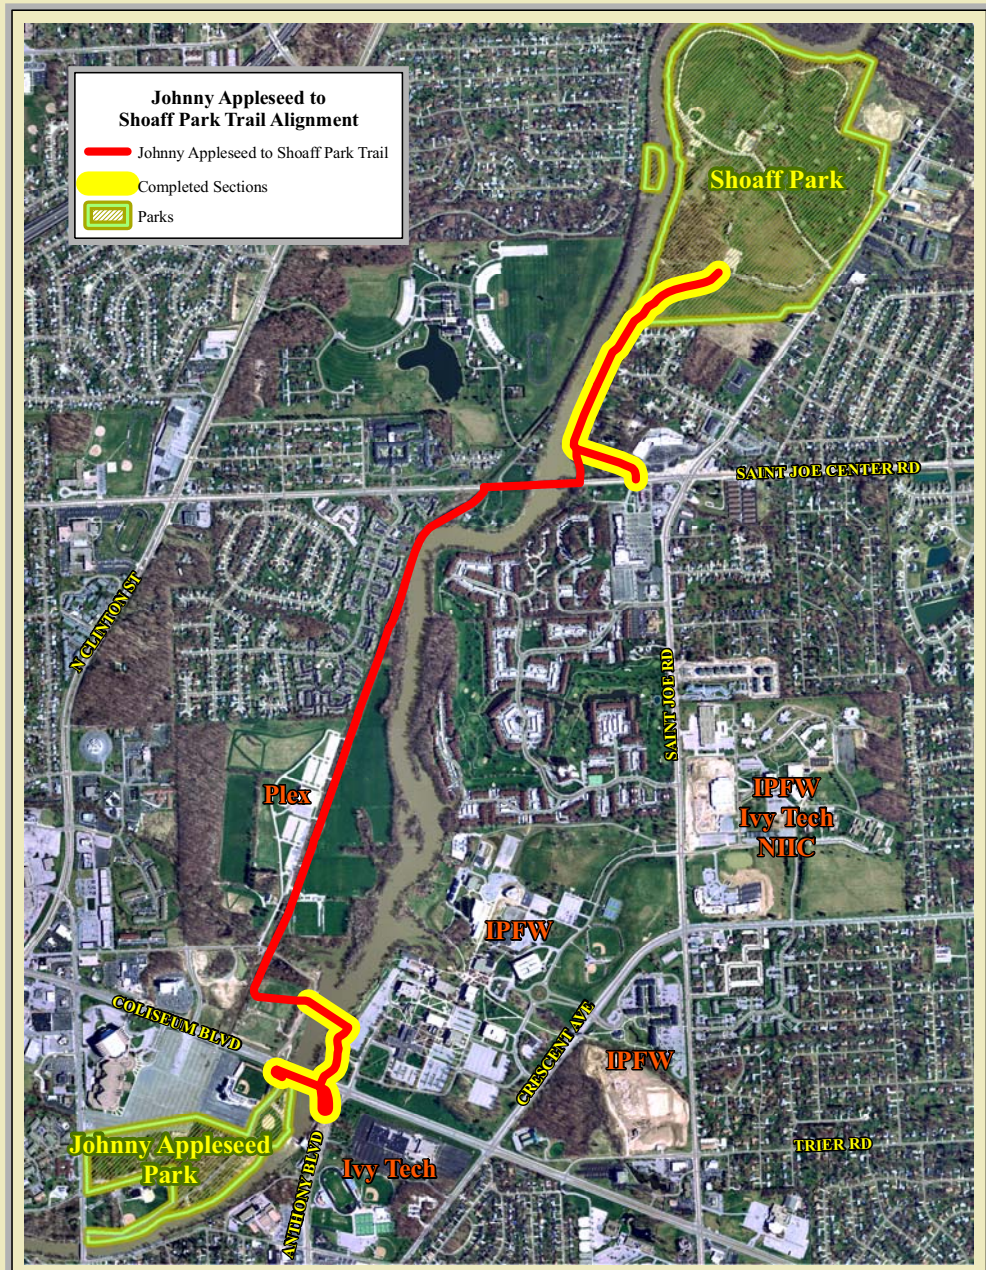 Johnny Appleseed to
Shoaff Park Trail Alignment
Johnny Appleseed to Shoaff Park Trail
Completed Sections
Parks
Shoaff Park
SAINT JOE CENTER RD
N CLINTON ST
SAINT JOE RD
Plex
IPFW
Ivy Tech
NIIC
IPFW
COLISEUM BLVD
CRESCENT AVE
IPFW
Johnny Appleseed
Park
ANTHONY BLVD
Ivy Tech
TRIER RD